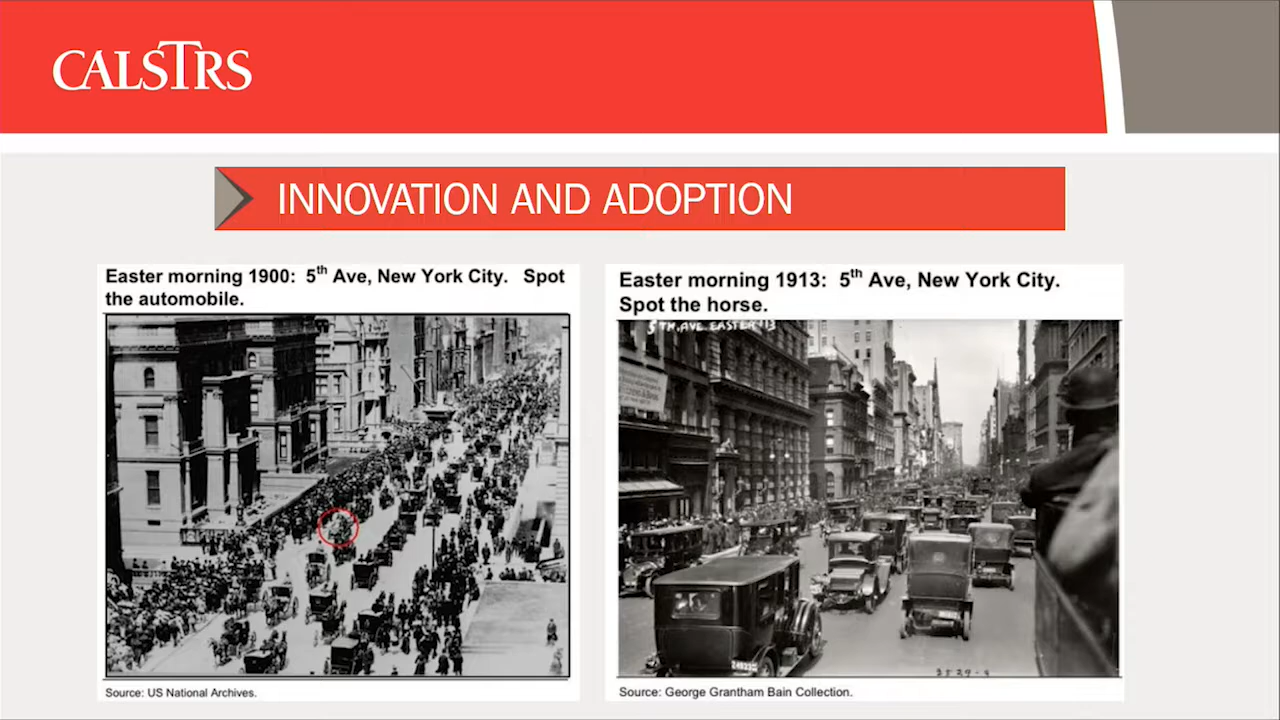 CALSTRS
INNOVATION AND ADOPTION
Easter morning 1900: 5th Ave, New York City. Spot
the automobile.
Source: US National Archives.
Easter morning 1913: 5th Ave, New York City.
Spot the horse.
5TH AVE EASTER '13
Source: George Grantham Bain Collection.